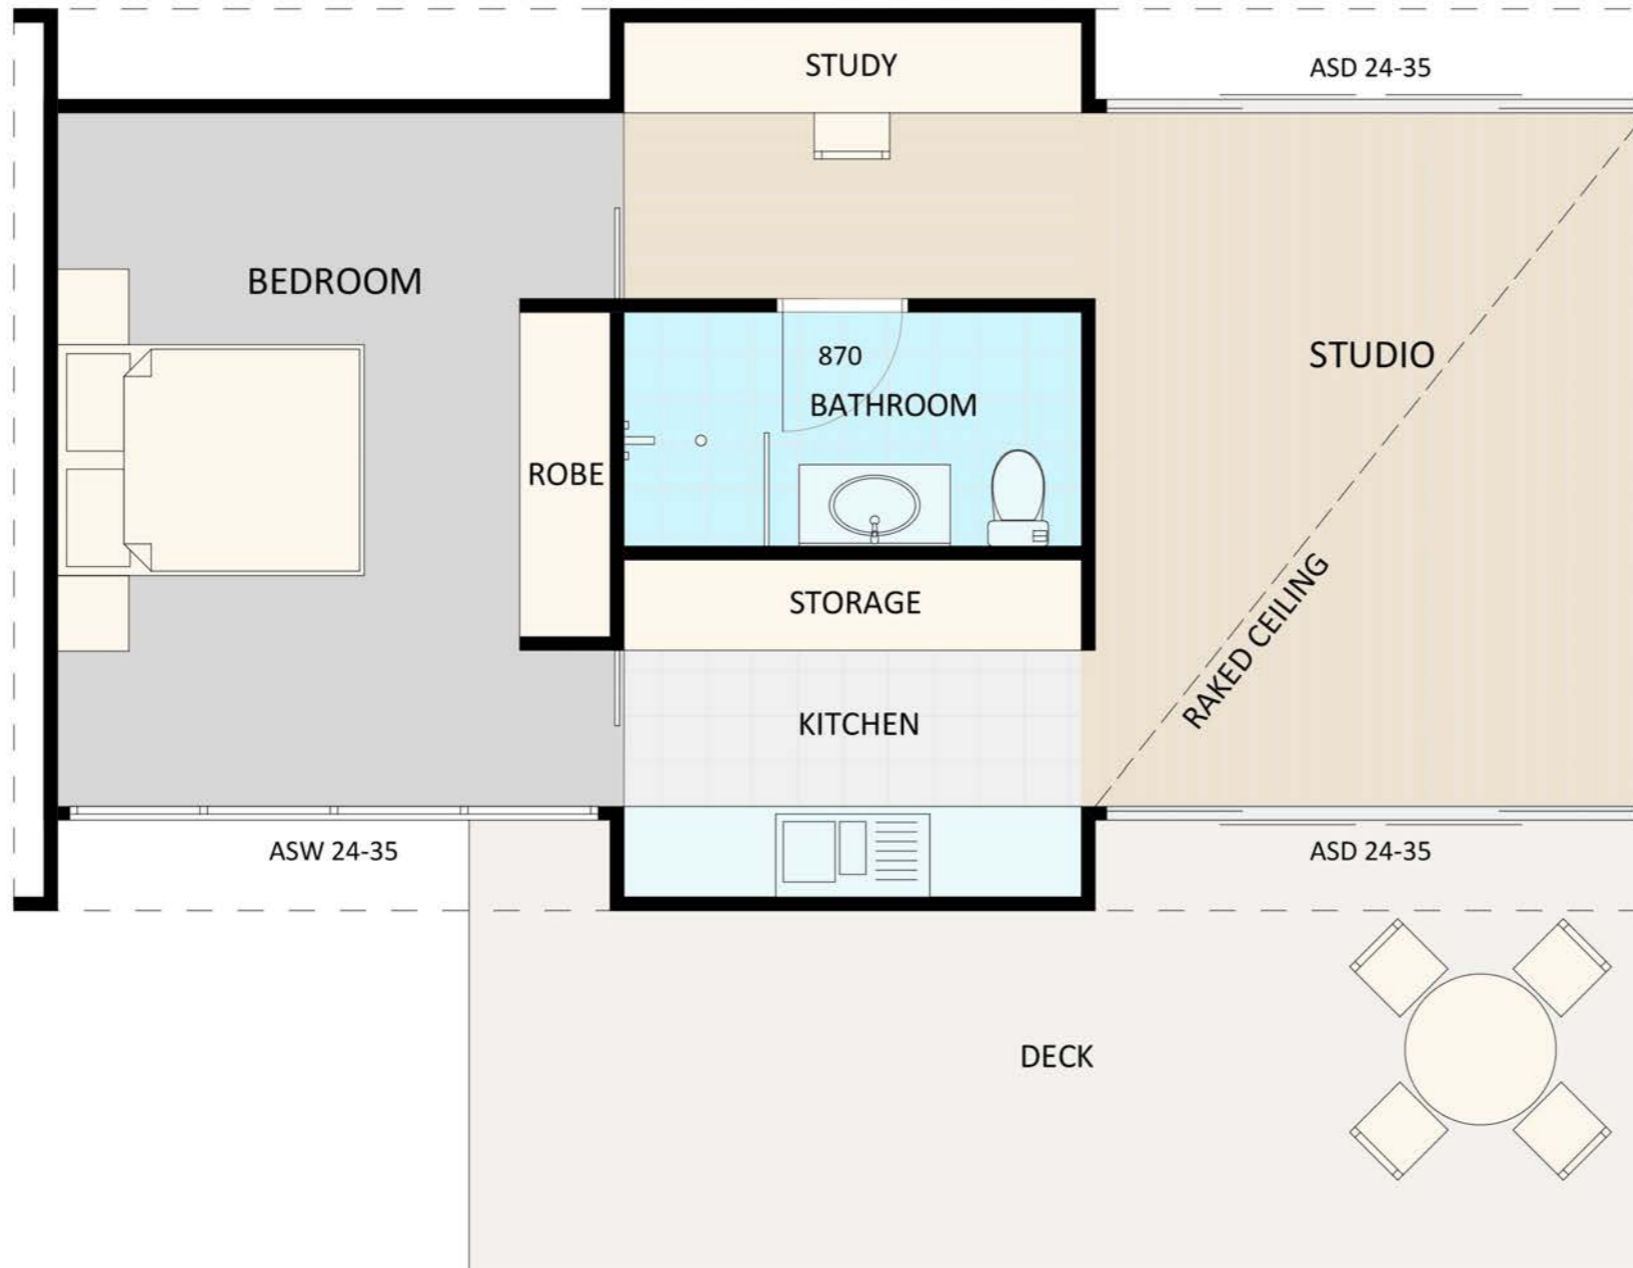 STUDY
ASD 24-35
BEDROOM
870
STUDIO
BATHROOM
ROBE
STORAGE
RAKED CEILING
KITCHEN
ASW 24-35
ASD 24-35
DECK